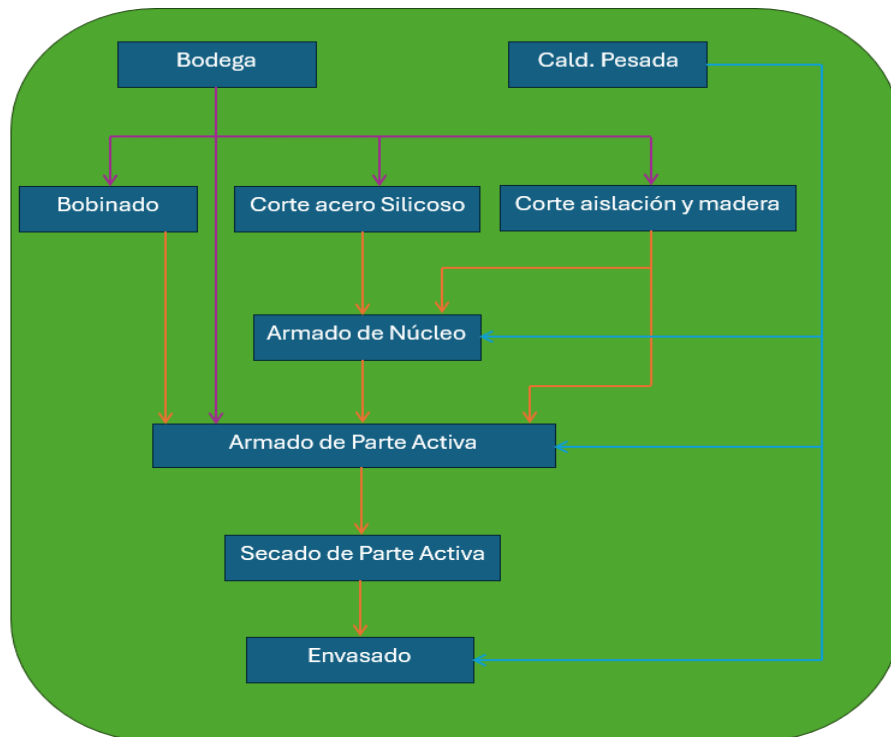 Bodega
Cald. Pesada
Bobinado
Corte acero Silicoso
Corte aislación y madera
Armado de Núcleo
Armado de Parte Activa
Secado de Parte Activa
Envasado